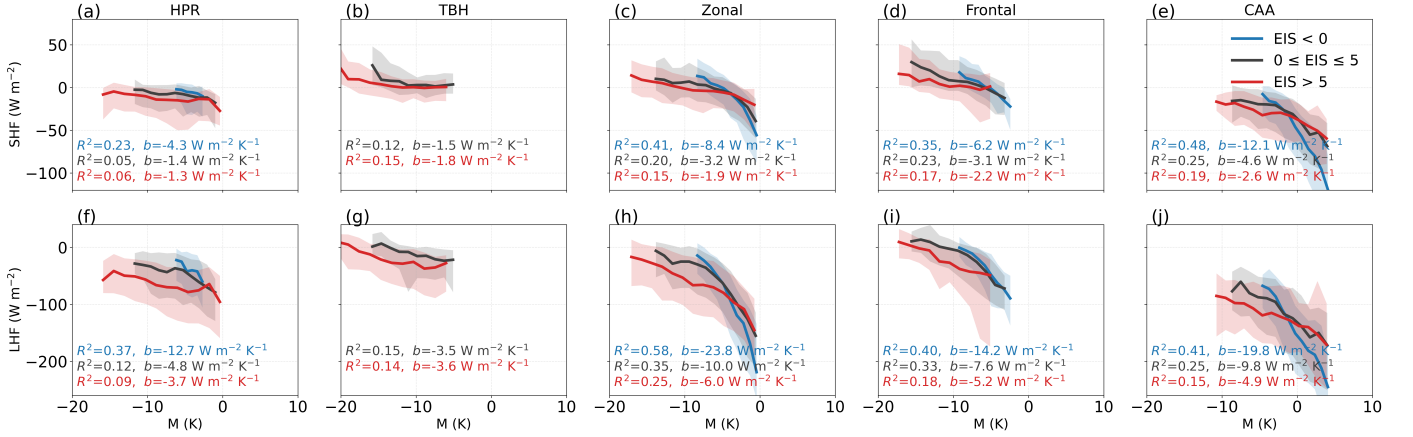 (a) HPR
(b) TBH
(c) Zonal
(d) Frontal
(e) CAA
SHF (W m⁻²)
50
0
−50
−100
R²=0.23, b=-4.3 W m⁻² K⁻¹
R²=0.05, b=-1.4 W m⁻² K⁻¹
R²=0.06, b=-1.3 W m⁻² K⁻¹
R²=0.12, b=-1.5 W m⁻² K⁻¹
R²=0.15, b=-1.8 W m⁻² K⁻¹
R²=0.41, b=-8.4 W m⁻² K⁻¹
R²=0.20, b=-3.2 W m⁻² K⁻¹
R²=0.15, b=-1.9 W m⁻² K⁻¹
R²=0.35, b=-6.2 W m⁻² K⁻¹
R²=0.23, b=-3.1 W m⁻² K⁻¹
R²=0.17, b=-2.2 W m⁻² K⁻¹
EIS < 0
0 ≤ EIS ≤ 5
EIS > 5
R²=0.48, b=-12.1 W m⁻² K⁻¹
R²=0.25, b=-4.6 W m⁻² K⁻¹
R²=0.19, b=-2.6 W m⁻² K⁻¹
(f)
(g)
(h)
(i)
(j)
LHF (W m⁻²)
0
−100
−200
R²=0.37, b=-12.7 W m⁻² K⁻¹
R²=0.12, b=-4.8 W m⁻² K⁻¹
R²=0.09, b=-3.7 W m⁻² K⁻¹
R²=0.15, b=-3.5 W m⁻² K⁻¹
R²=0.14, b=-3.6 W m⁻² K⁻¹
R²=0.58, b=-23.8 W m⁻² K⁻¹
R²=0.35, b=-10.0 W m⁻² K⁻¹
R²=0.25, b=-6.0 W m⁻² K⁻¹
R²=0.40, b=-14.2 W m⁻² K⁻¹
R²=0.33, b=-7.6 W m⁻² K⁻¹
R²=0.18, b=-5.2 W m⁻² K⁻¹
R²=0.41, b=-19.8 W m⁻² K⁻¹
R²=0.25, b=-9.8 W m⁻² K⁻¹
R²=0.15, b=-4.9 W m⁻² K⁻¹
−20 −10 0 10
−20 −10 0 10
−20 −10 0 10
−20 −10 0 10
−20 −10 0 10
M (K)
M (K)
M (K)
M (K)
M (K)